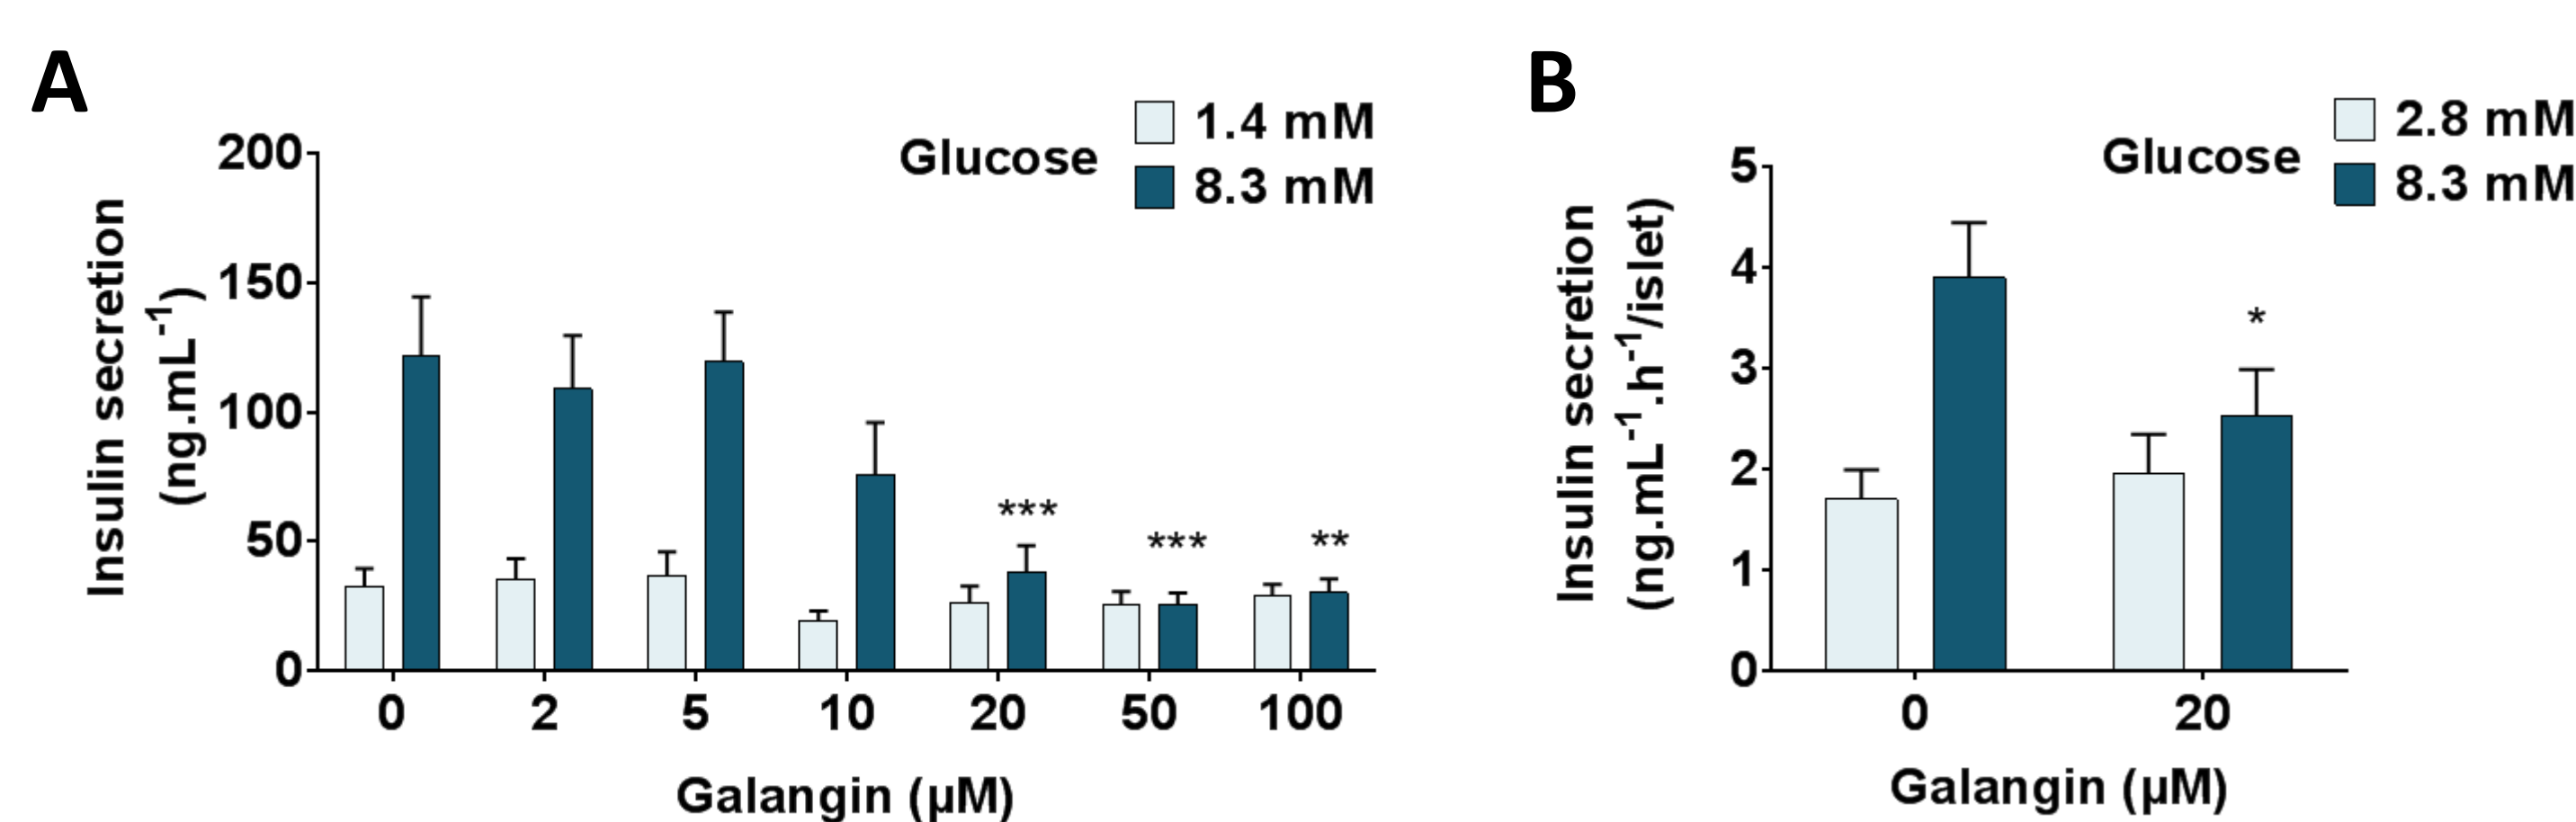 A
Glucose
1.4 mM
8.3 mM
Insulin secretion
(ng.mL⁻¹)
200
150
100
50
0
***
***
**
0 2 5 10 20 50 100
Galangin (µM)
B
Glucose
2.8 mM
8.3 mM
Insulin secretion
(ng.mL⁻¹.h⁻¹/islet)
5
4
3
2
1
0
*
0 20
Galangin (µM)